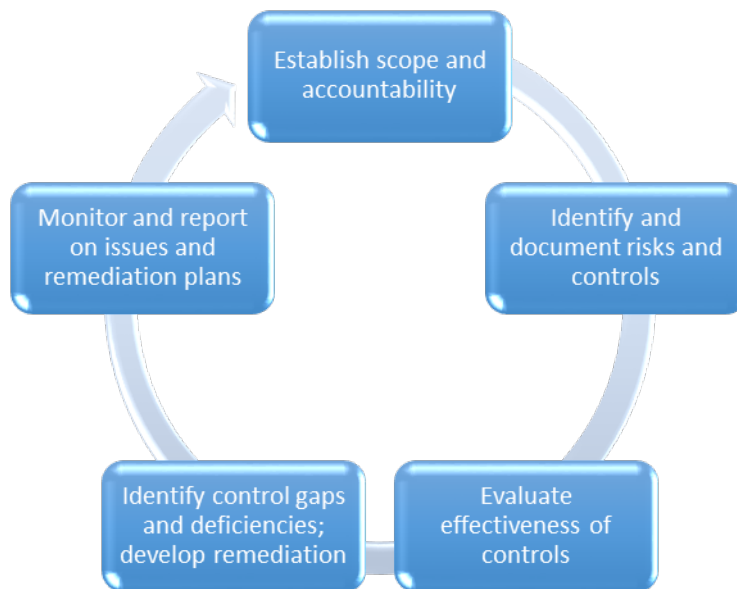 Establish scope and
accountability
Identify and
document risks and
controls
Evaluate
effectiveness of
controls
Identify control gaps
and deficiencies;
develop remediation
Monitor and report
on issues and
remediation plans